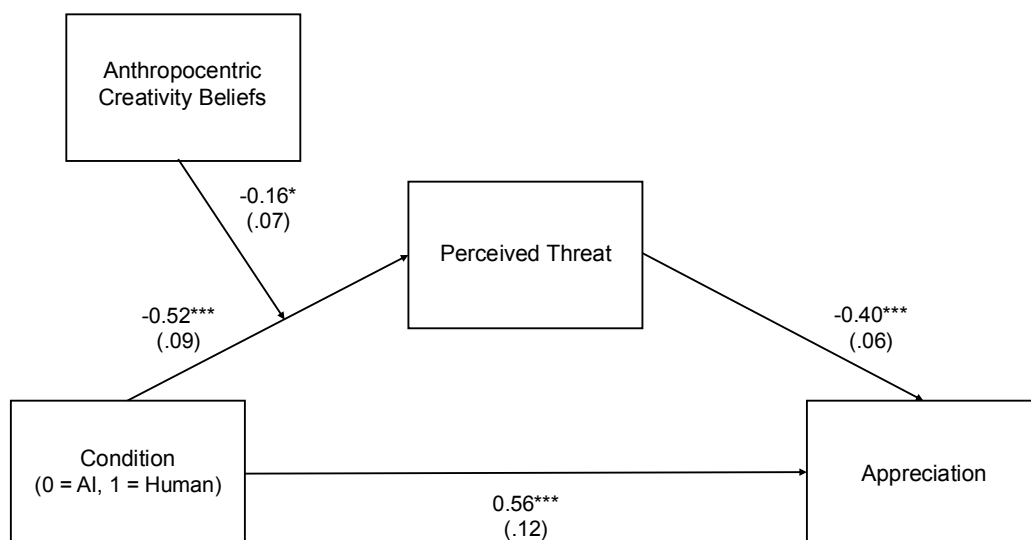 Anthropocentric
Creativity Beliefs
-0.16*
(.07)
Perceived Threat
-0.52***
(.09)
-0.40***
(.06)
Condition
(0 = AI, 1 = Human)
Appreciation
0.56***
(.12)